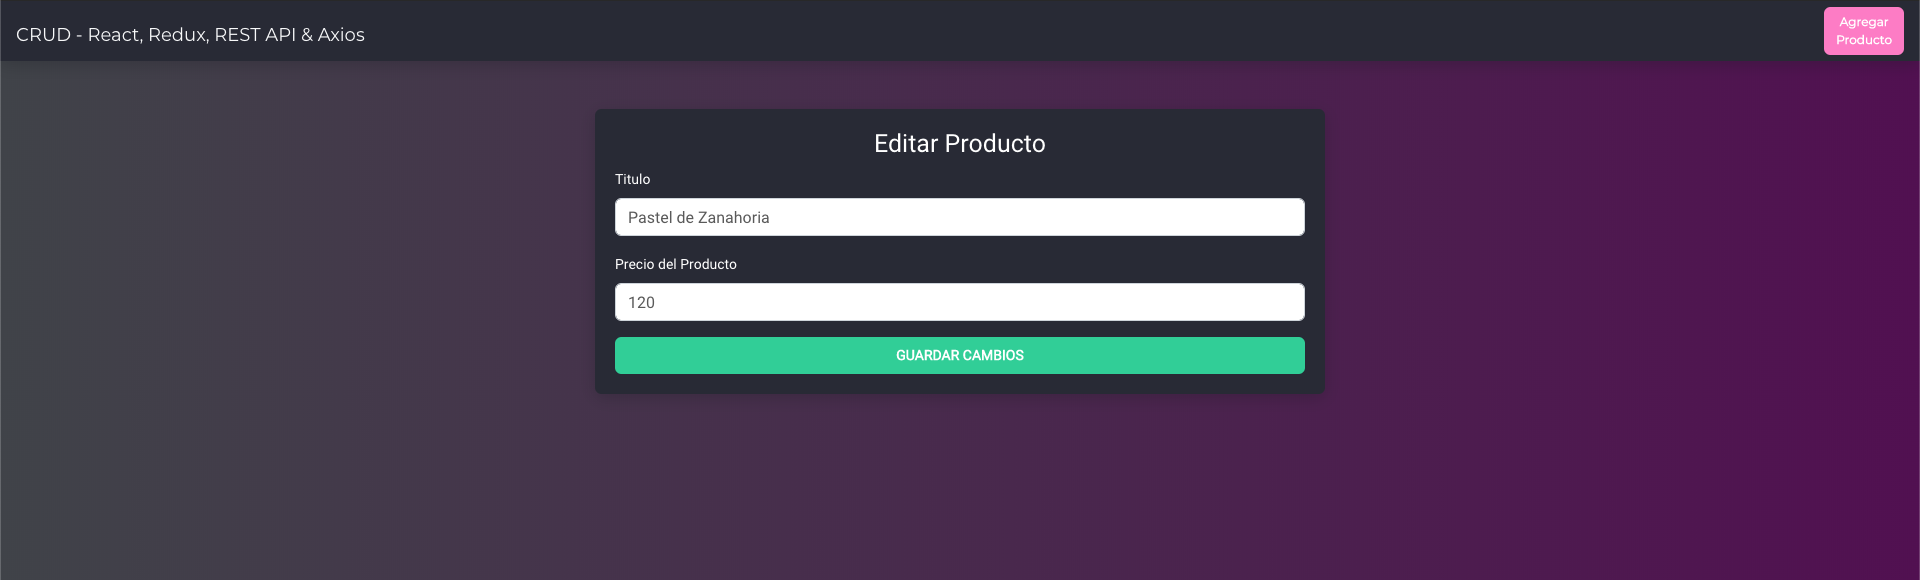 CRUD - React, Redux, REST API & Axios
Agregar
Producto
Editar Producto
Titulo
Pastel de Zanahoria
Precio del Producto
120
GUARDAR CAMBIOS